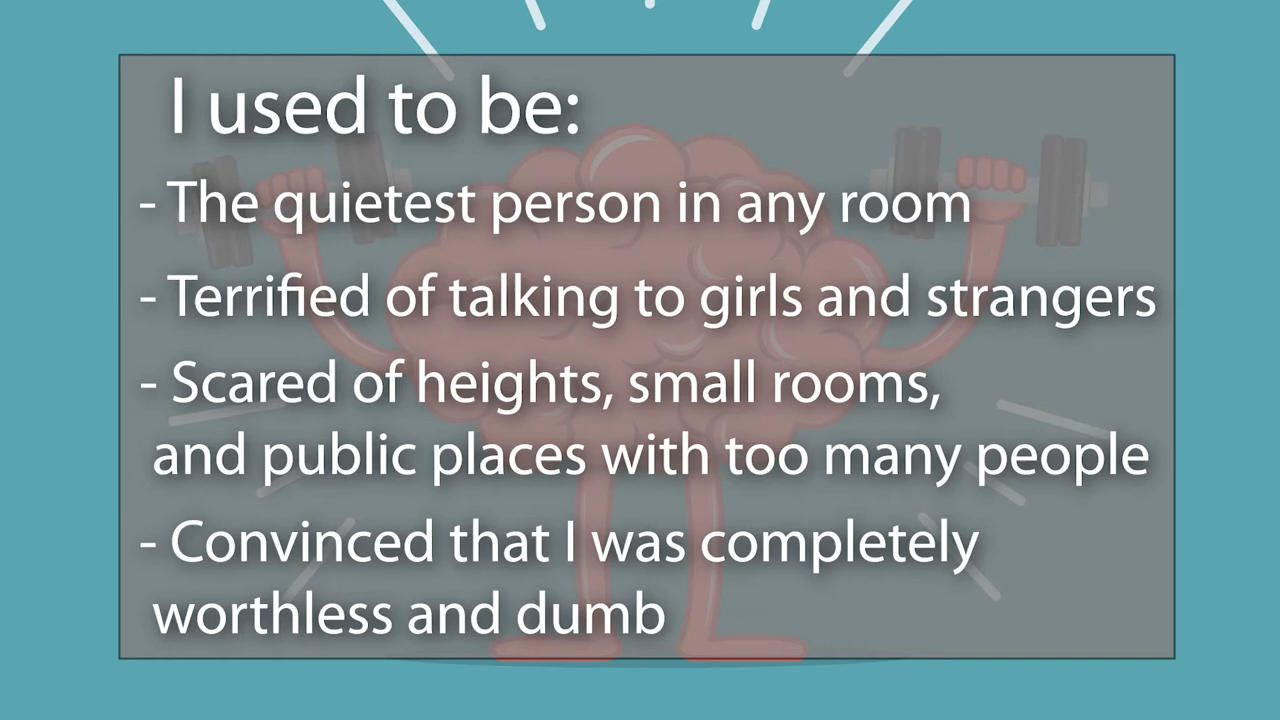 I used to be:
- The quietest person in any room
- Terrified of talking to girls and strangers
- Scared of heights, small rooms,
and public places with too many people
- Convinced that I was completely
worthless and dumb